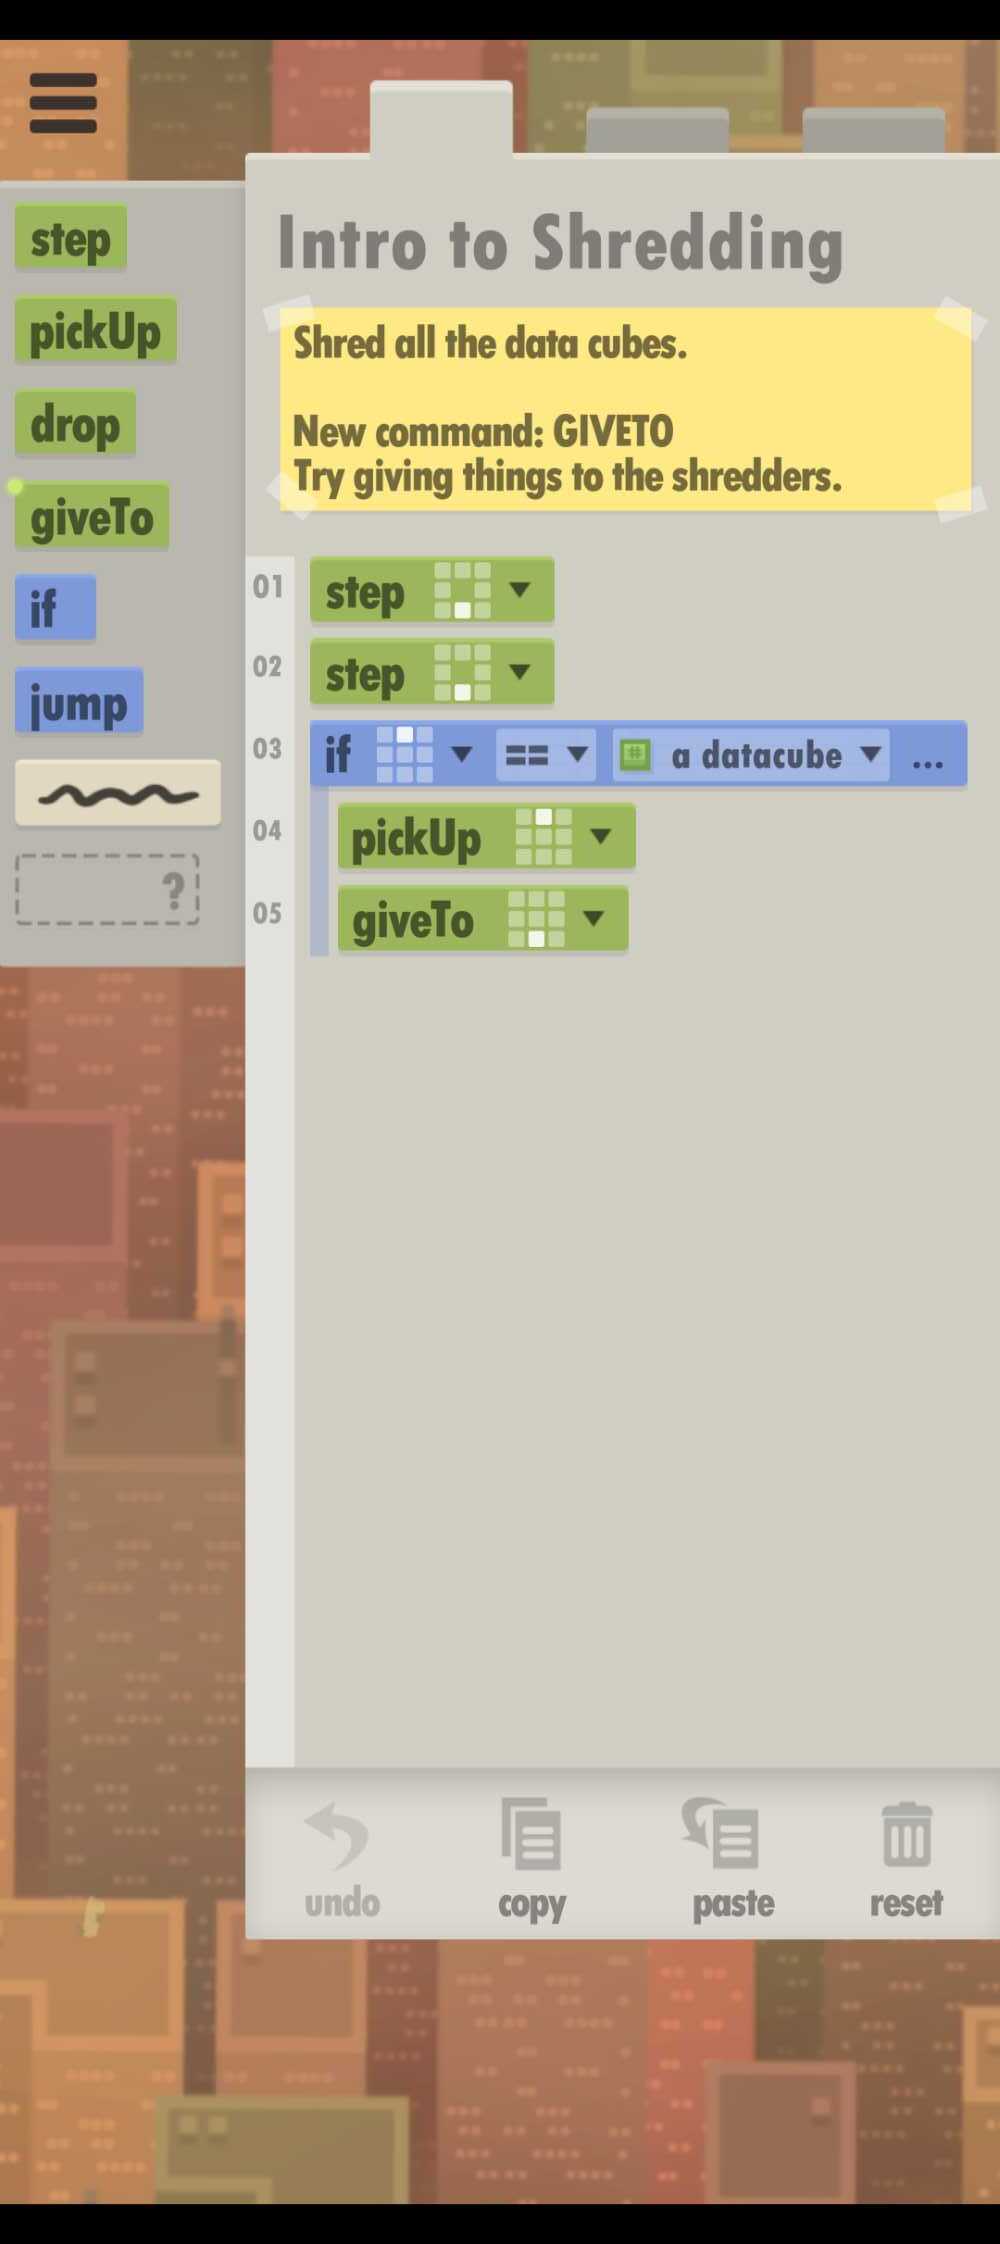 step
pickUp
drop
giveTo
if
jump
?
Intro to Shredding
Shred all the data cubes.
New command: GIVETO
Try giving things to the shredders.
01 step
02 step
03 if == # a datacube ...
04 pickUp
05 giveTo
undo copy paste reset